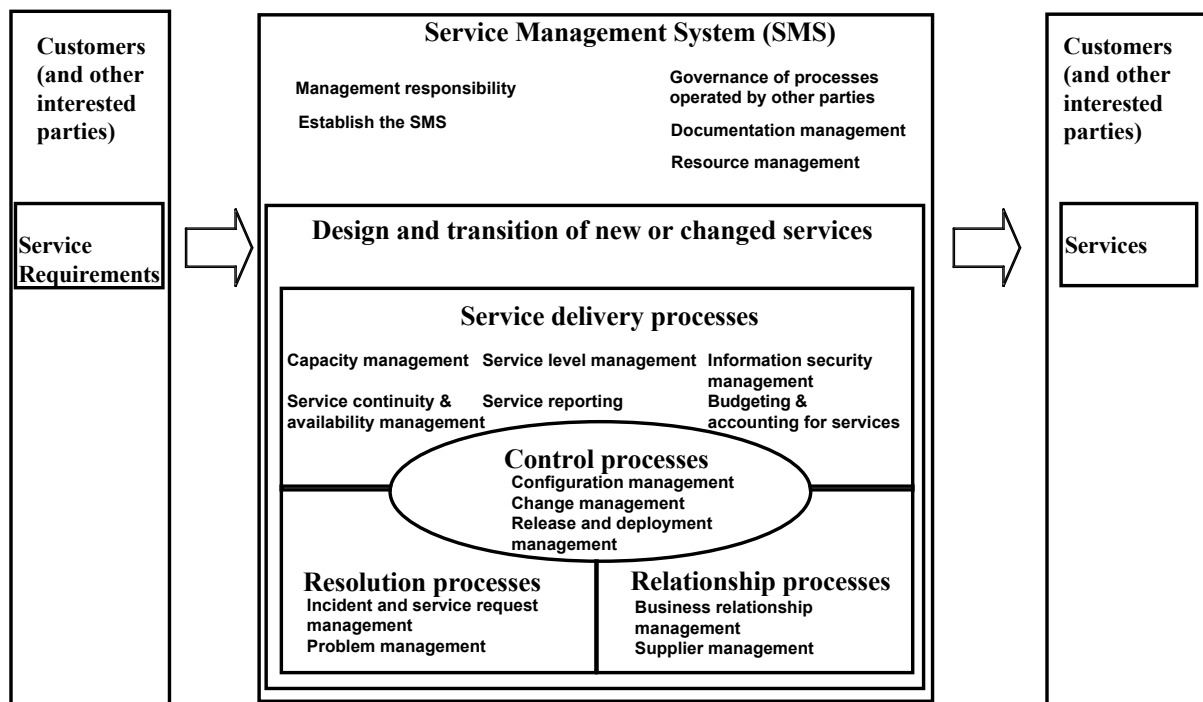 Customers
(and other
interested
parties)
Service
Requirements
Service Management System (SMS)
Management responsibility
Establish the SMS
Governance of processes
operated by other parties
Documentation management
Resource management
Design and transition of new or changed services
Service delivery processes
Capacity management
Service continuity &
availability management
Service level management
Service reporting
Information security
management
Budgeting &
accounting for services
Control processes
Configuration management
Change management
Release and deployment
management
Resolution processes
Incident and service request
management
Problem management
Relationship processes
Business relationship
management
Supplier management
Customers
(and other
interested
parties)
Services